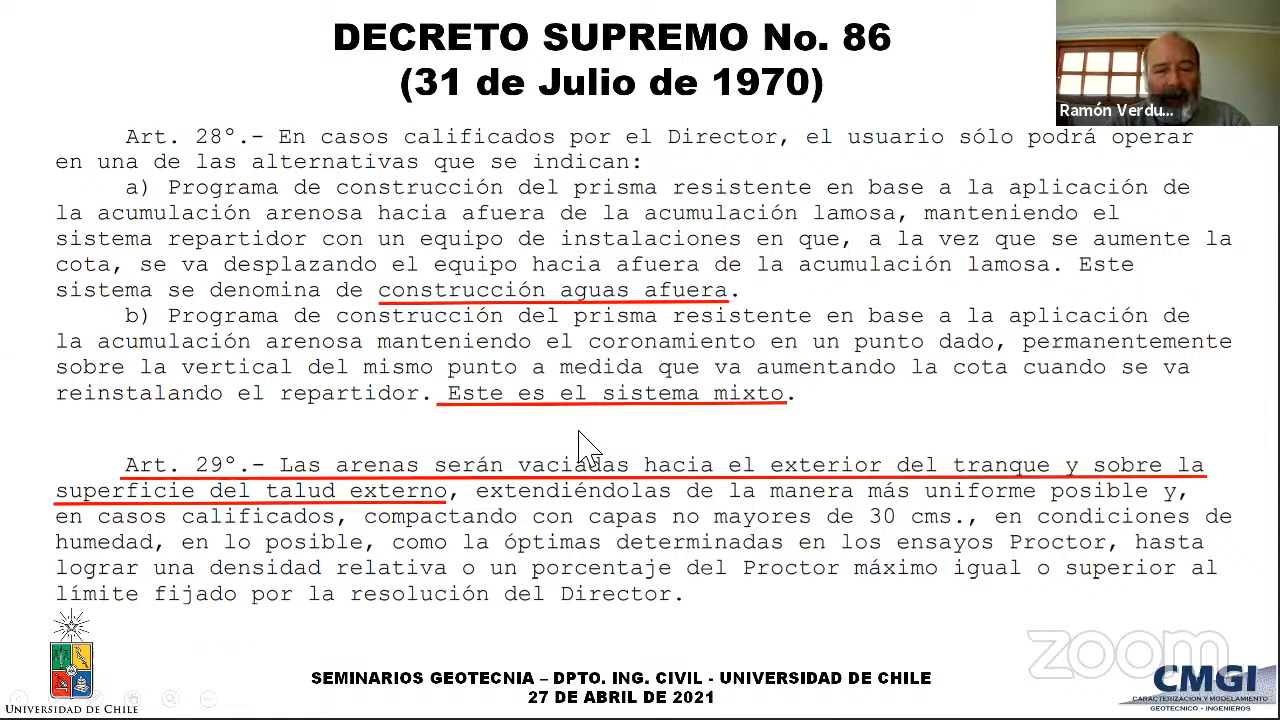 DECRETO SUPREMO No. 86
(31 de Julio de 1970)
Ramón Verdu...
Art. 28º.- En casos calificados por el Director, el usuario sólo podrá operar
en una de las alternativas que se indican:
a) Programa de construcción del prisma resistente en base a la aplicación de
la acumulación arenosa hacia afuera de la acumulación lamosa, manteniendo el
sistema repartidor con un equipo de instalaciones en que, a la vez que se aumente la
cota, se va desplazando el equipo hacia afuera de la acumulación lamosa. Este
sistema se denomina de construcción aguas afuera.
b) Programa de construcción del prisma resistente en base a la aplicación de
la acumulación arenosa manteniendo el coronamiento en un punto dado, permanentemente
sobre la vertical del mismo punto a medida que va aumentando la cota cuando se va
reinstalando el repartidor. Este es el sistema mixto.
Art. 29º.- Las arenas serán vaciadas hacia el exterior del tranque y sobre la
superficie del talud externo, extendiéndolas de la manera más uniforme posible y,
en casos calificados, compactando con capas no mayores de 30 cms., en condiciones de
humedad, en lo posible, como la óptimas determinadas en los ensayos Proctor, hasta
lograr una densidad relativa o un porcentaje del Proctor máximo igual o superior al
límite fijado por la resolución del Director.
zoom
UNIVERSIDAD DE CHILE
SEMINARIOS GEOTECNIA – DPTO. ING. CIVIL - UNIVERSIDAD DE CHILE
27 DE ABRIL DE 2021
CMGI
CARACTERIZACIÓN Y MODELAMIENTO
GEOTECNICO - INGENIEROS